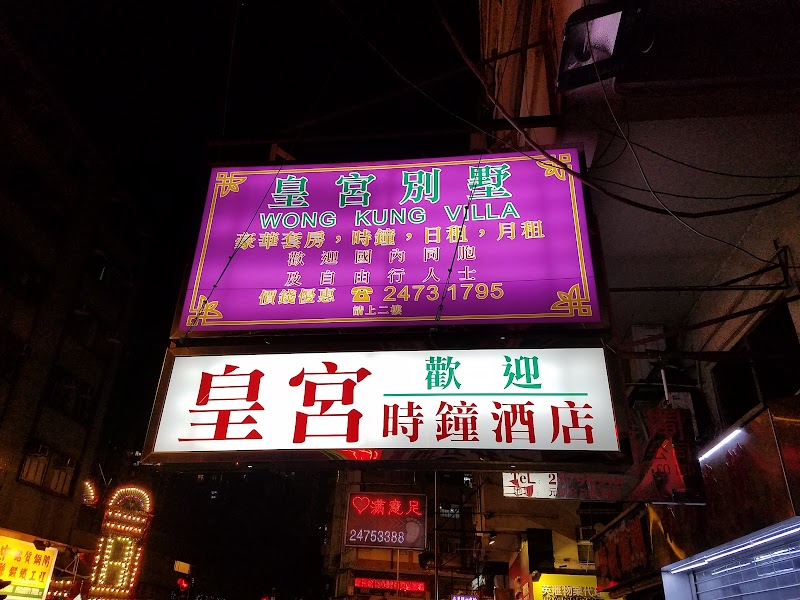 皇宮別墅
WONG KUNG VILLA
豪華套房，時鐘，日租，月租
歡迎國內同胞
及自由行人士
價錢優惠 ☎ 2473 1795
請上二樓
皇宮 歡迎
時鐘酒店
♡滿意足
24753388